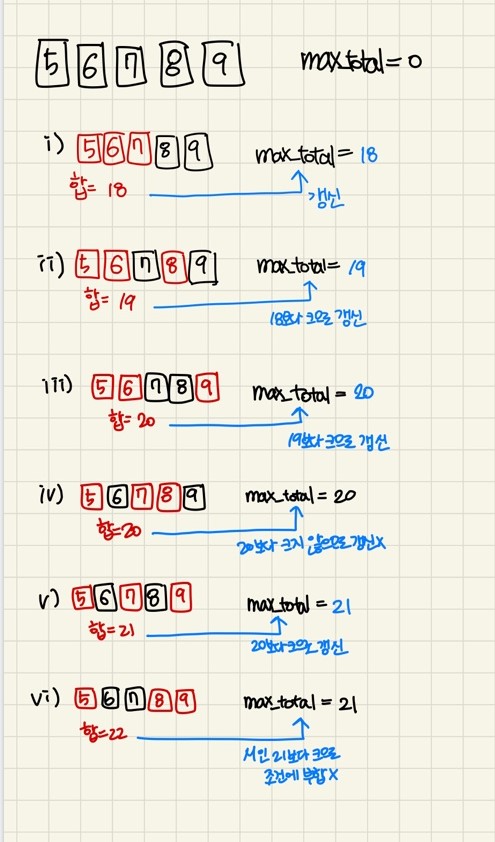 5 6 7 8 9 max_total = 0
i) 5 6 7 8 9 max_total = 18
합= 18
갱신
ii) 5 6 7 8 9 max_total = 19
합= 19
18보다 크므로 갱신
iii) 5 6 7 8 9 max_total = 20
합= 20
19보다 크므로 갱신
iv) 5 6 7 8 9 max_total = 20
합=20
20보다 크지 않으므로 갱신X
v) 5 6 7 8 9 max_total = 21
합=21
20보다크므로 갱신
vi) 5 6 7 8 9 max_total = 21
합=22
M인 21보다 크므로
조건에 부합X